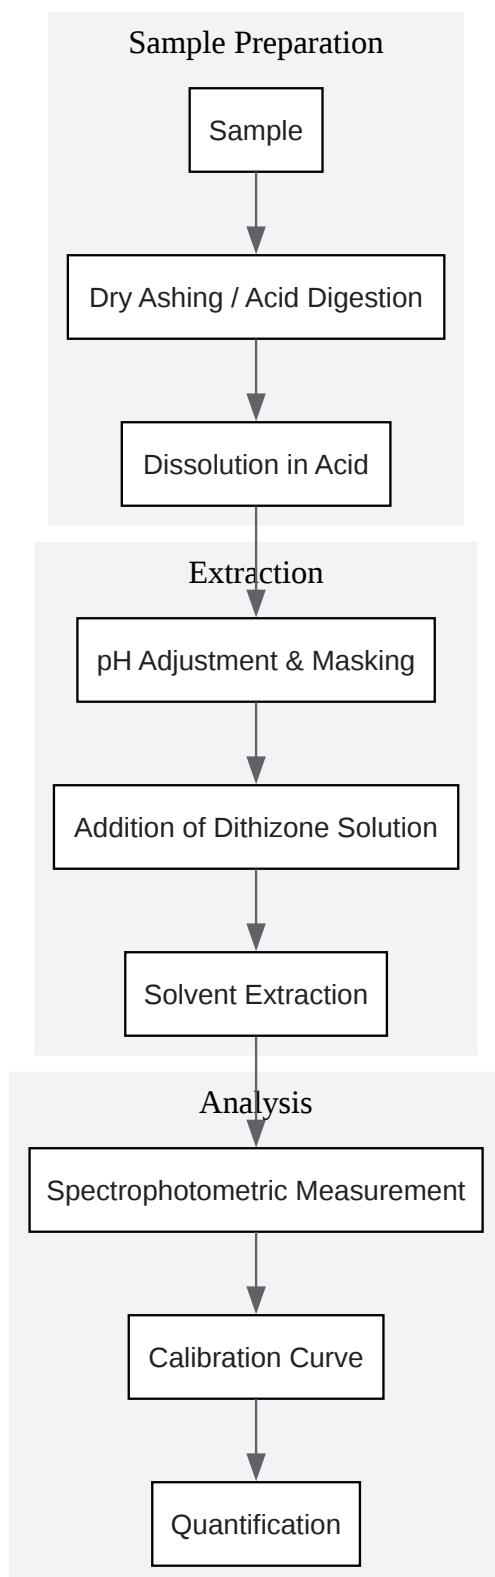 Sample Preparation
Sample
Dry Ashing / Acid Digestion
Dissolution in Acid
Extraction
pH Adjustment & Masking
Addition of Dithizone Solution
Solvent Extraction
Analysis
Spectrophotometric Measurement
Calibration Curve
Quantification